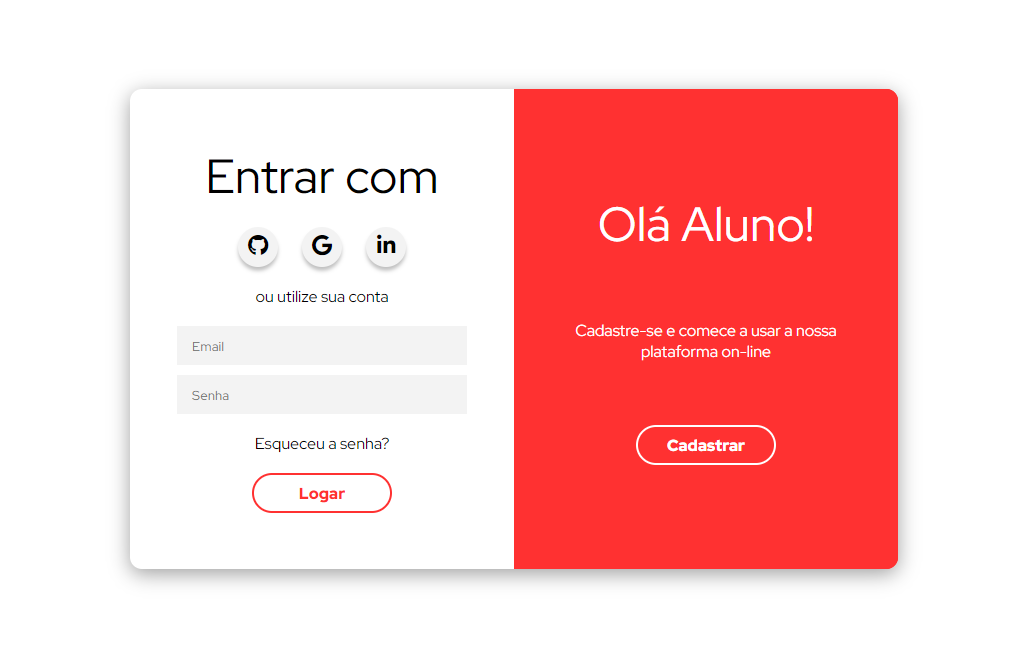 Entrar com
G
in
ou utilize sua conta
Email
Senha
Esqueceu a senha?
Logar
Olá Aluno!
Cadastre-se e comece a usar a nossa
plataforma on-line
Cadastrar